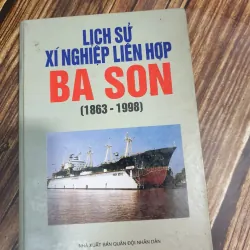 LỊCH SỬ
XÍ NGHIỆP LIÊN HỢP
BA SON
(1863 - 1998)
NHÀ XUẤT BẢN QUÂN ĐỘI NHÂN DÂN